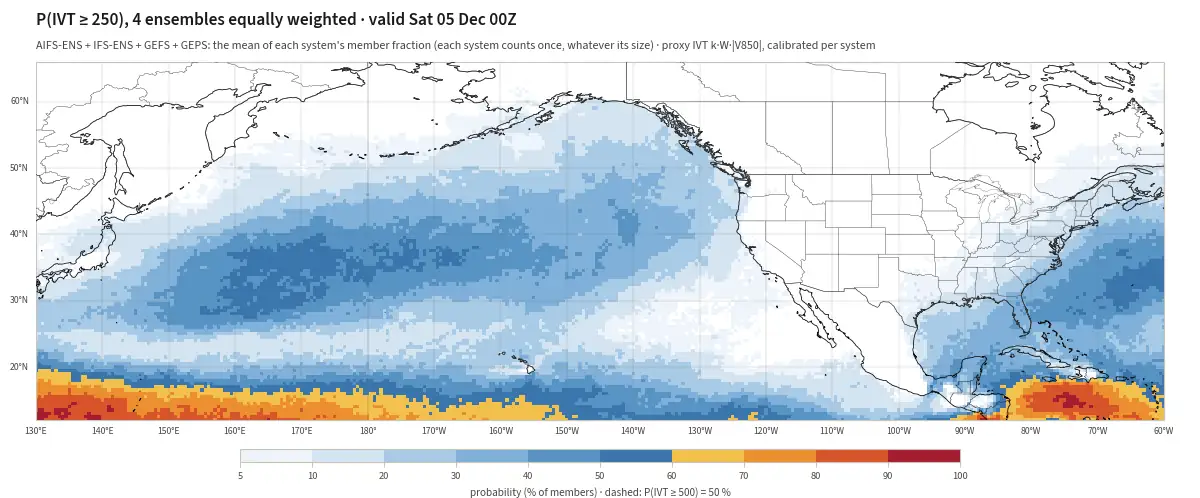 P(IVT ≥ 250), 4 ensembles equally weighted · valid Sat 05 Dec 00Z
AIFS-ENS + IFS-ENS + GEFS + GEPS: the mean of each system's member fraction (each system counts once, whatever its size) · proxy IVT k·W·|V850|, calibrated per system
60°N
50°N
40°N
30°N
20°N
130°E 140°E 150°E 160°E 170°E 180° 170°W 160°W 150°W 140°W 130°W 120°W 110°W 100°W 90°W 80°W 70°W 60°W
5 10 20 30 40 50 60 70 80 90 100
probability (% of members) · dashed: P(IVT ≥ 500) = 50 %